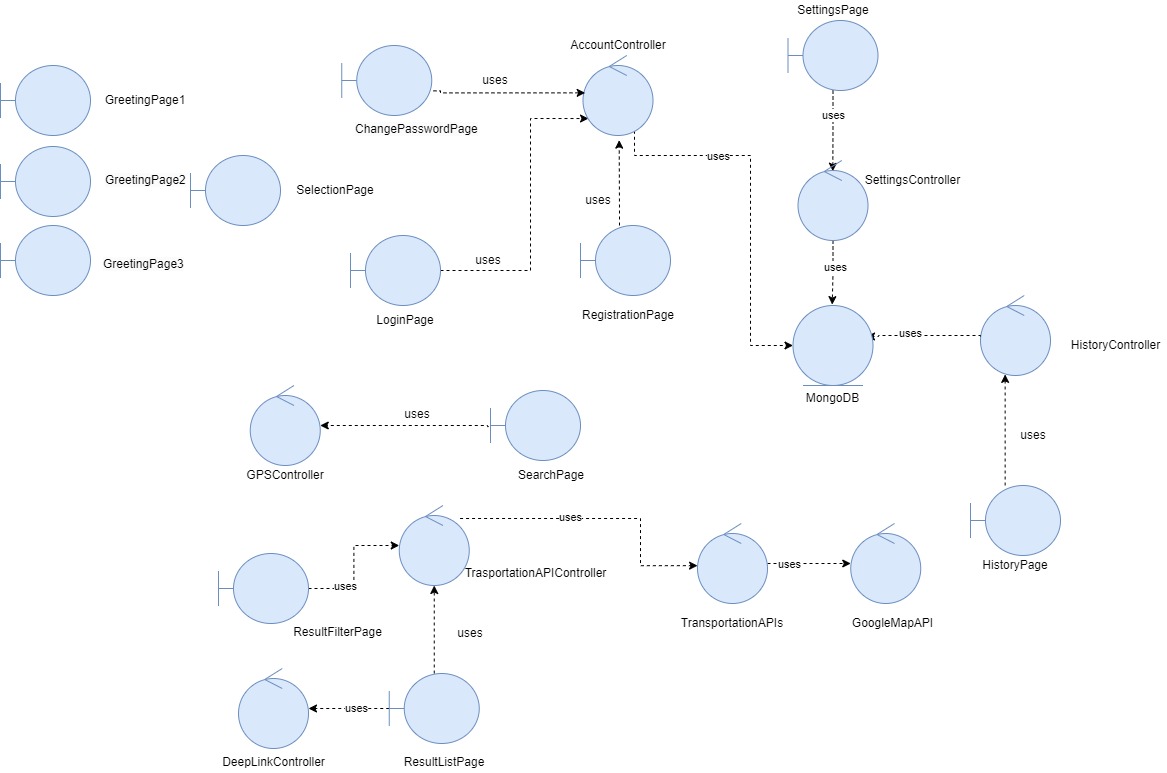 SettingsPage
AccountController
uses
GreetingPage1
ChangePasswordPage
uses
uses
GreetingPage2
SelectionPage
SettingsController
uses
GreetingPage3
uses
uses
LoginPage
RegistrationPage
uses
HistoryController
MongoDB
uses
uses
GPSController
SearchPage
uses
HistoryPage
TrasportationAPIController
uses
uses
uses
ResultFilterPage
uses
TransportationAPIs
GoogleMapAPI
uses
DeepLinkController
ResultListPage